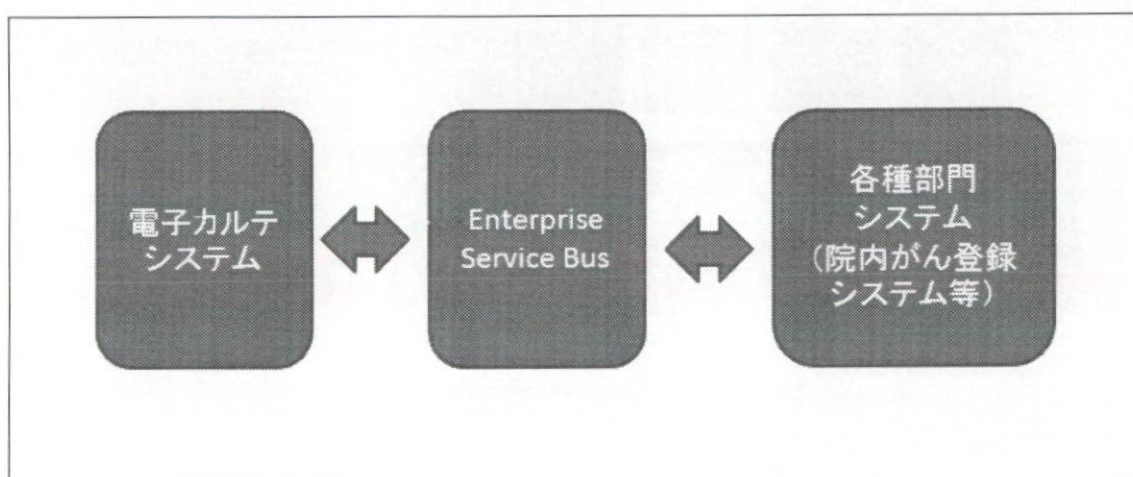 電子カルテ
システム
Enterprise
Service Bus
各種部門
システム
(院内がん登録
システム等)